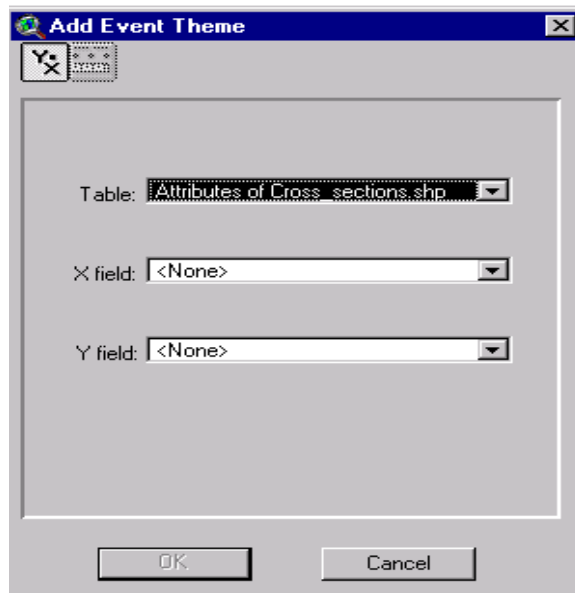 Add Event Theme
Table: Attributes of Cross_sections.shp
X field: <None>
Y field: <None>
OK Cancel